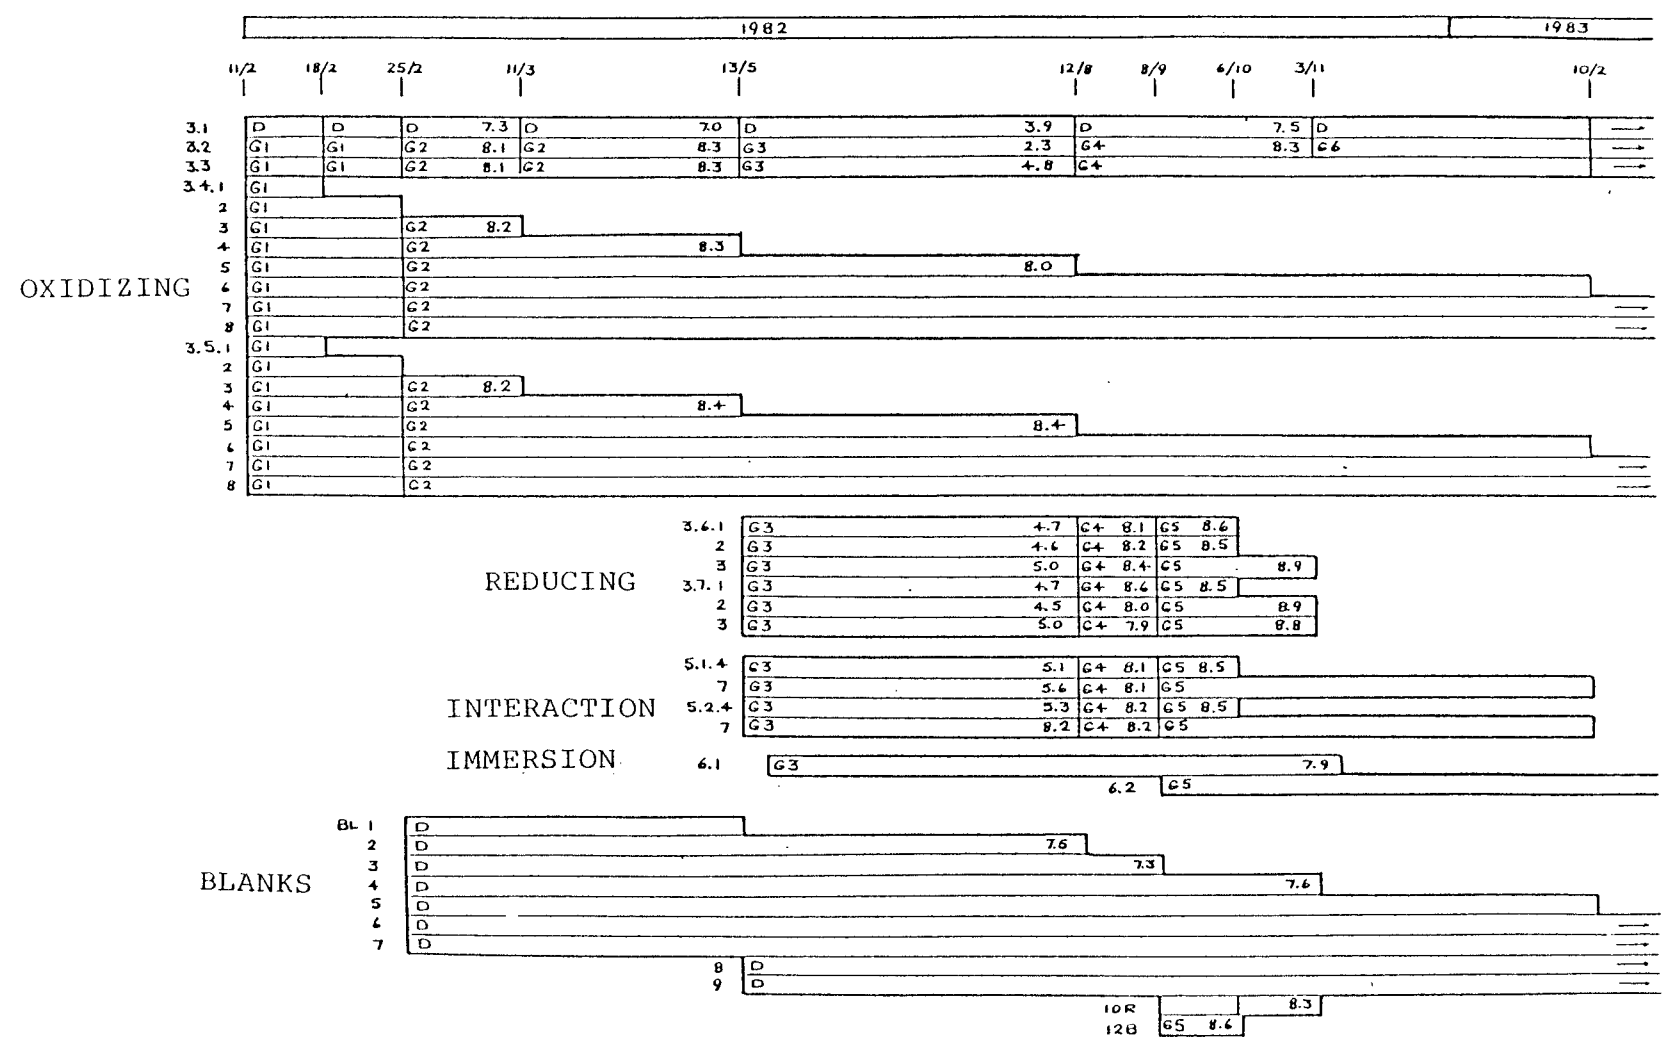 1982 1983
11/2 18/2 25/2 11/3 13/5 12/8 8/9 6/10 3/11 10/2
3.1 D D D 7.3 D 7.0 D 3.9 D 7.5 D
3.2 G1 G1 G2 8.1 G2 8.3 G3 2.3 G4 8.3 G6
3.3 G1 G1 G2 8.1 G2 8.3 G3 4.8 G4
3.4.1 G1
2 G1
3 G1 G2 8.2
4 G1 G2 8.3
5 G1 G2 8.0
OXIDIZING 6 G1 G2
7 G1 G2
8 G1 G2
3.5.1 G1
2 G1
3 G1 G2 8.2
4 G1 G2 8.4
5 G1 G2 8.4
6 G1 G2
7 G1 G2
8 G1 G2
3.6.1 G3 4.7 G4 8.1 G5 8.6
2 G3 4.6 G4 8.2 G5 8.5
3 G3 5.0 G4 8.4 G5 8.9
REDUCING 3.7.1 G3 4.7 G4 8.6 G5 8.5
2 G3 4.5 G4 8.0 G5 8.9
3 G3 5.0 G4 7.9 G5 8.8
5.1.4 G3 5.1 G4 8.1 G5 8.5
7 G3 5.6 G4 8.1 G5
INTERACTION 5.2.4 G3 5.3 G4 8.2 G5 8.5
7 G3 8.2 G4 8.2 G5
IMMERSION 6.1 G3 7.9
6.2 G5
BL 1 D
2 D 7.5
3 D 7.3
BLANKS 4 D 7.6
5 D
6 D
7 D
8 D
9 D
10R 8.3
12B G5 8.6